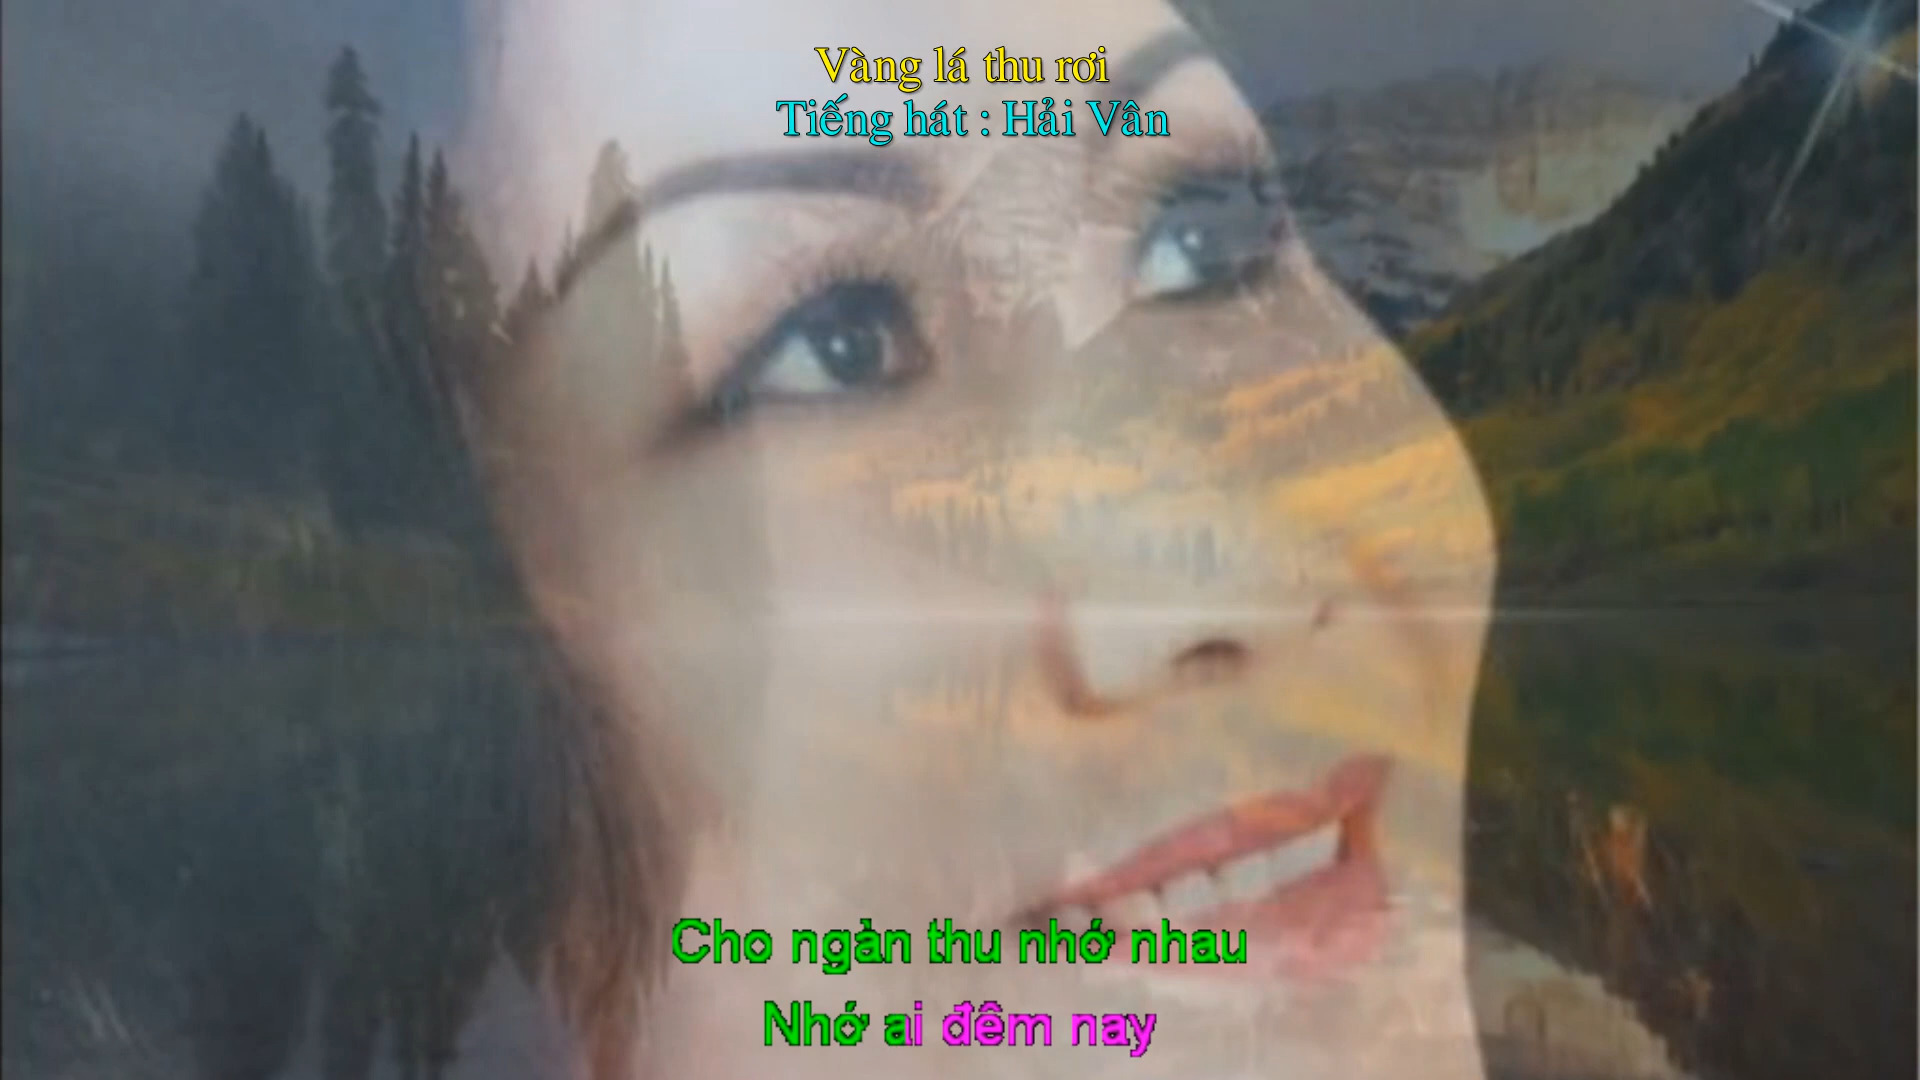 Vàng lá thu rơi
Tiếng hát : Hải Vân
Cho ngàn thu nhớ nhau
Nhớ ai đêm nay